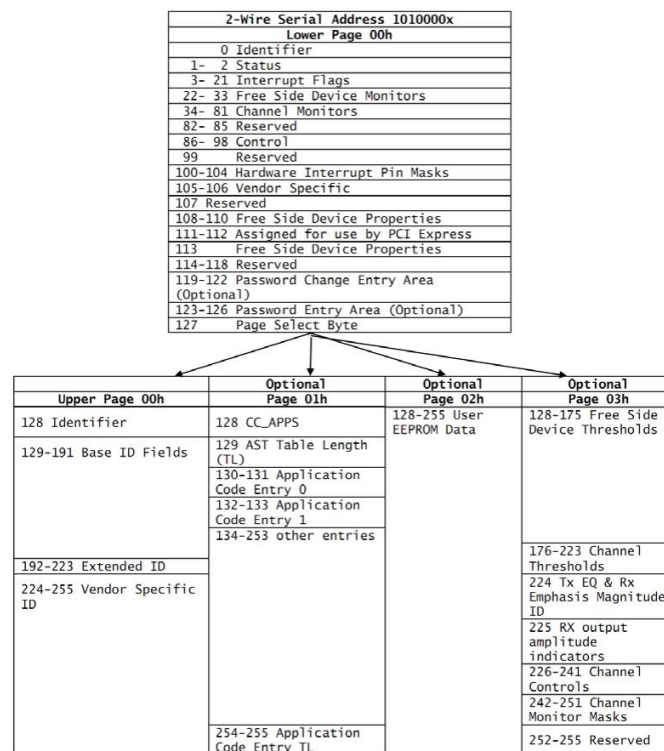 2-Wire Serial Address 1010000x
Lower Page 00h
0 Identifier
1- 2 Status
3- 21 Interrupt Flags
22- 33 Free Side Device Monitors
34- 81 Channel Monitors
82- 85 Reserved
86- 98 Control
99 Reserved
100-104 Hardware Interrupt Pin Masks
105-106 Vendor Specific
107 Reserved
108-110 Free Side Device Properties
111-112 Assigned for use by PCI Express
113 Free Side Device Properties
114-118 Reserved
119-122 Password Change Entry Area
(Optional)
123-126 Password Entry Area (Optional)
127 Page Select Byte
Upper Page 00h
128 Identifier
129-191 Base ID Fields
192-223 Extended ID
224-255 Vendor Specific
ID
Optional
Page 01h
128 CC_APPS
129 AST Table Length
(TL)
130-131 Application
Code Entry 0
132-133 Application
Code Entry 1
134-253 other entries
254-255 Application
Code Entry TL
Optional
Page 02h
128-255 User
EEPROM Data
Optional
Page 03h
128-175 Free Side
Device Thresholds
176-223 Channel
Thresholds
224 Tx EQ & Rx
Emphasis Magnitude
ID
225 RX output
amplitude
indicators
226-241 Channel
Controls
242-251 Channel
Monitor Masks
252-255 Reserved